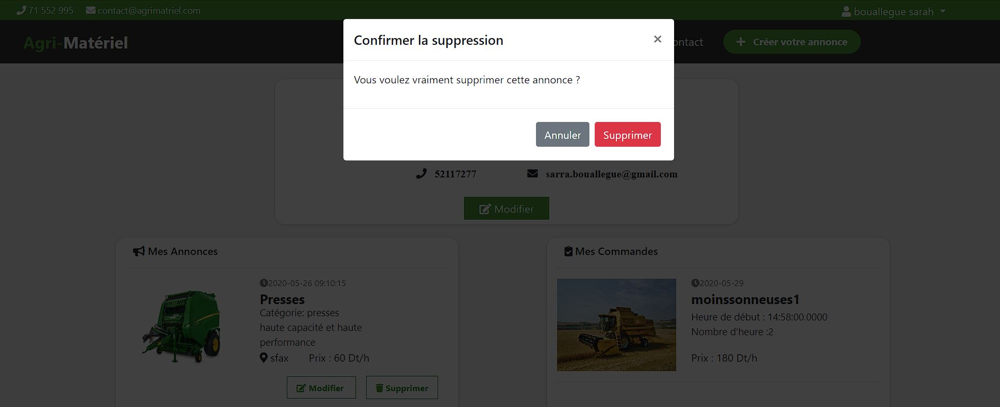 71 552 995 contact@agrimatriel.com bouallegue sarah
Agri-Matériel
ontact
Créer votre annonce
Confirmer la suppression ×
Vous voulez vraiment supprimer cette annonce ?
Annuler Supprimer
52117277 sarra.bouallegue@gmail.com
Modifier
Mes Annonces
2020-05-26 09:10:15
Presses
Catégorie: presses
haute capacité et haute
performance
sfax Prix : 60 Dt/h
Modifier Supprimer
Mes Commandes
2020-05-29
moinssonneuses1
Heure de début : 14:58:00.0000
Nombre d'heure :2
Prix : 180 Dt/h